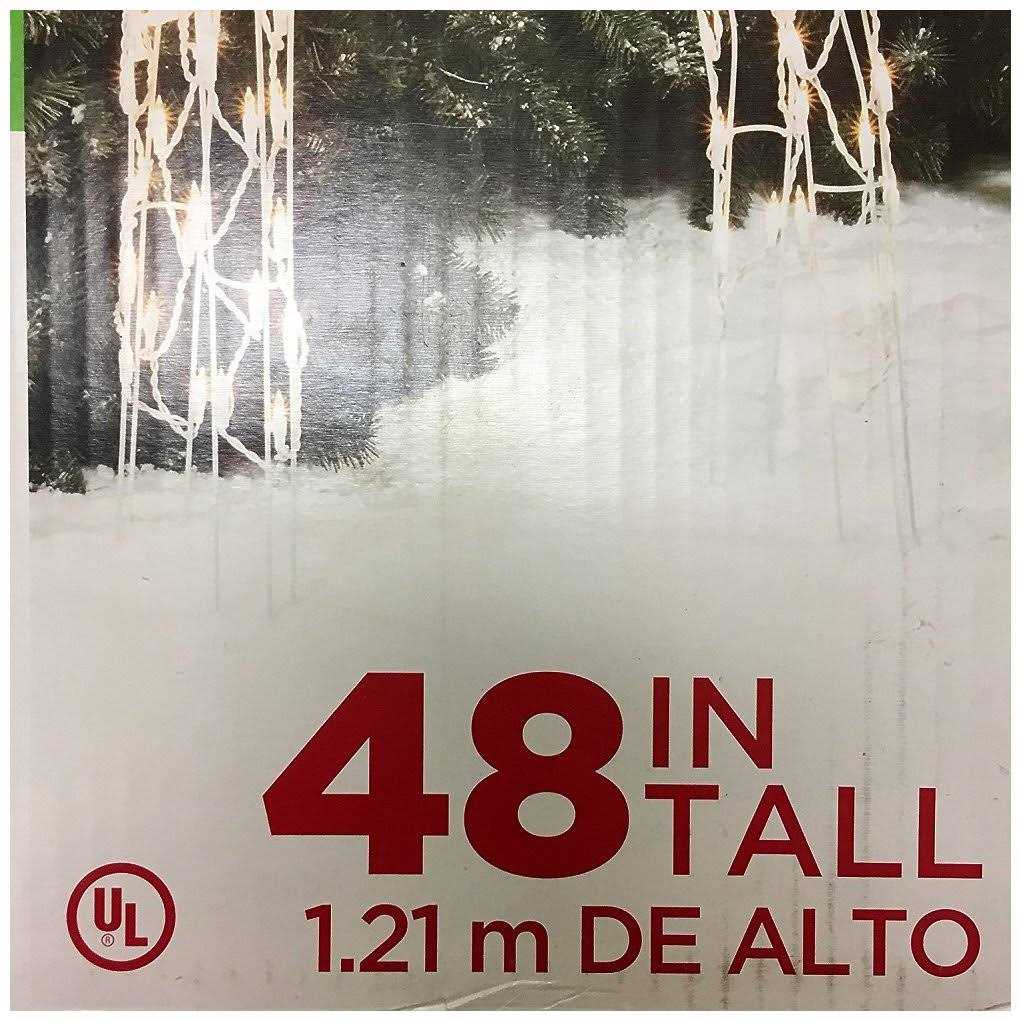 48 IN
TALL
1.21 m DE ALTO
UL
®